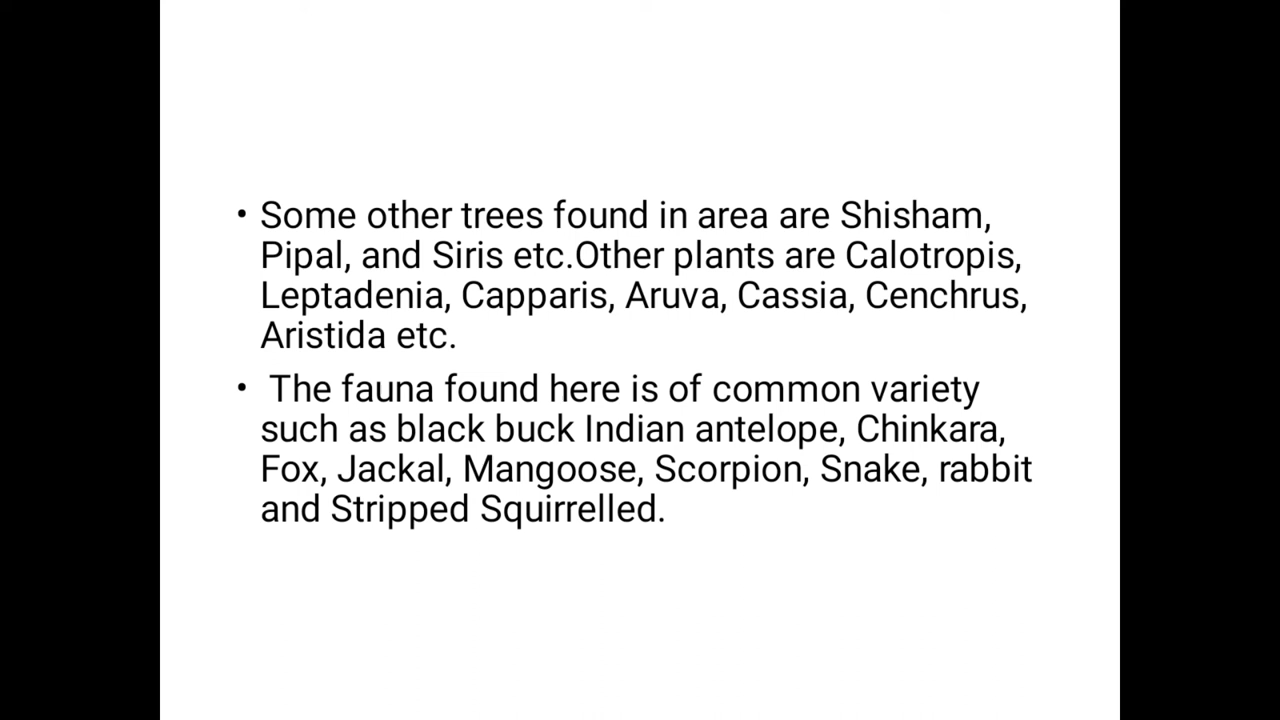 • Some other trees found in area are Shisham,
Pipal, and Siris etc.Other plants are Calotropis,
Leptadenia, Capparis, Aruva, Cassia, Cenchrus,
Aristida etc.
• The fauna found here is of common variety
such as black buck Indian antelope, Chinkara,
Fox, Jackal, Mangoose, Scorpion, Snake, rabbit
and Stripped Squirrelled.